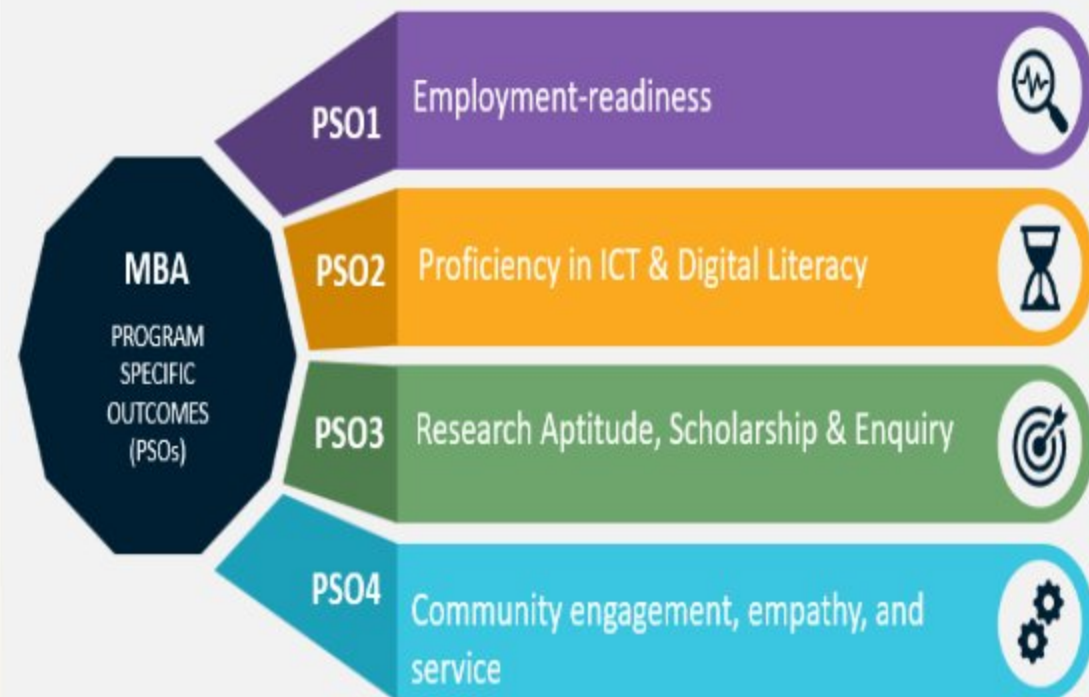 MBA
PROGRAM
SPECIFIC
OUTCOMES
(PSOs)
PSO1
Employment-readiness
PSO2
Proficiency in ICT & Digital Literacy
PSO3
Research Aptitude, Scholarship & Enquiry
PSO4
Community engagement, empathy, and
service